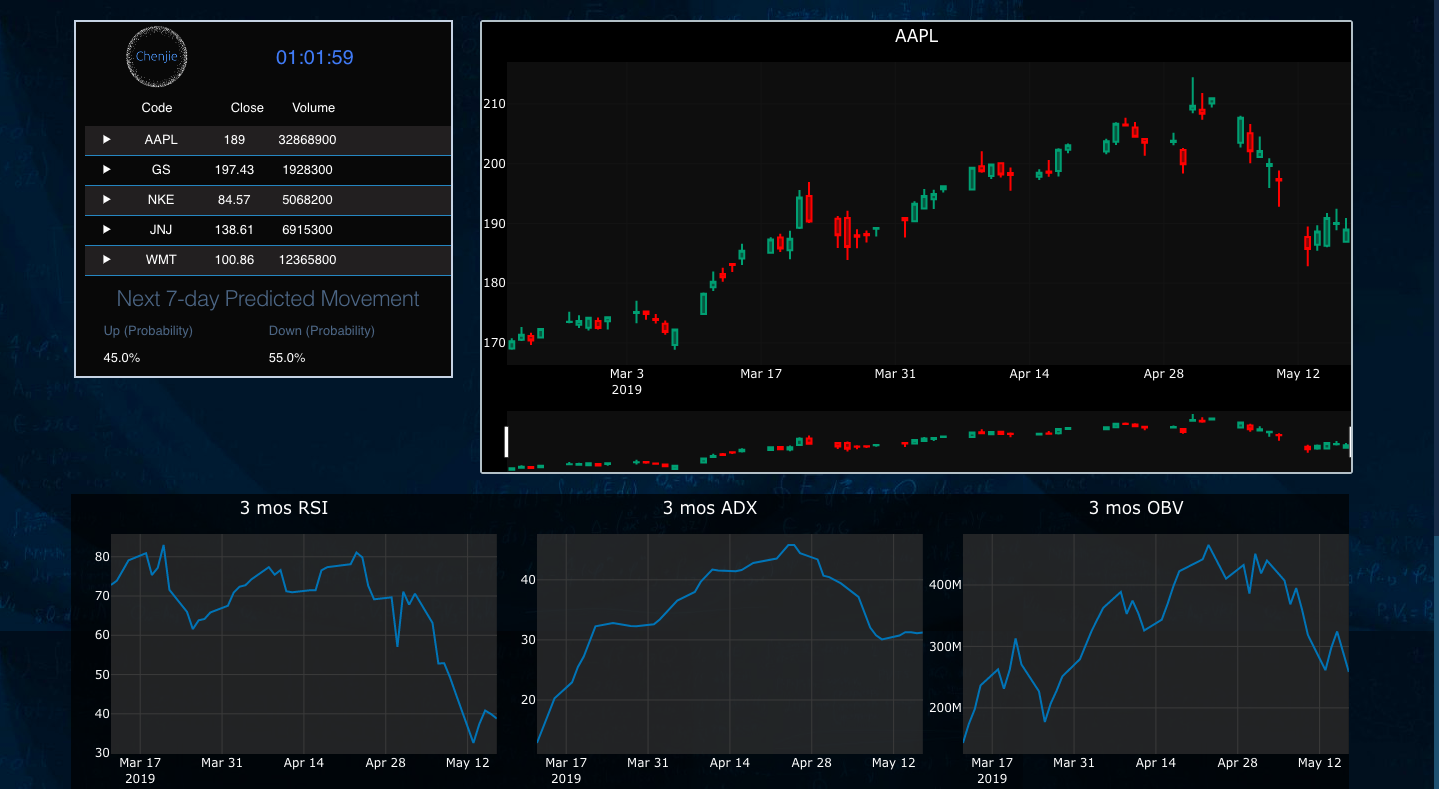 Chenjie
01:01:59
Code Close Volume
AAPL 189 32868900
GS 197.43 1928300
NKE 84.57 5068200
JNJ 138.61 6915300
WMT 100.86 12365800
Next 7-day Predicted Movement
Up (Probability) Down (Probability)
45.0% 55.0%
AAPL
210
200
190
180
170
Mar 3 Mar 17 Mar 31 Apr 14 Apr 28 May 12
2019
3 mos RSI
80
70
60
50
40
30
Mar 17 Mar 31 Apr 14 Apr 28 May 12
2019
3 mos ADX
40
30
20
Mar 17 Mar 31 Apr 14 Apr 28 May 12
2019
3 mos OBV
400M
300M
200M
Mar 17 Mar 31 Apr 14 Apr 28 May 12
2019